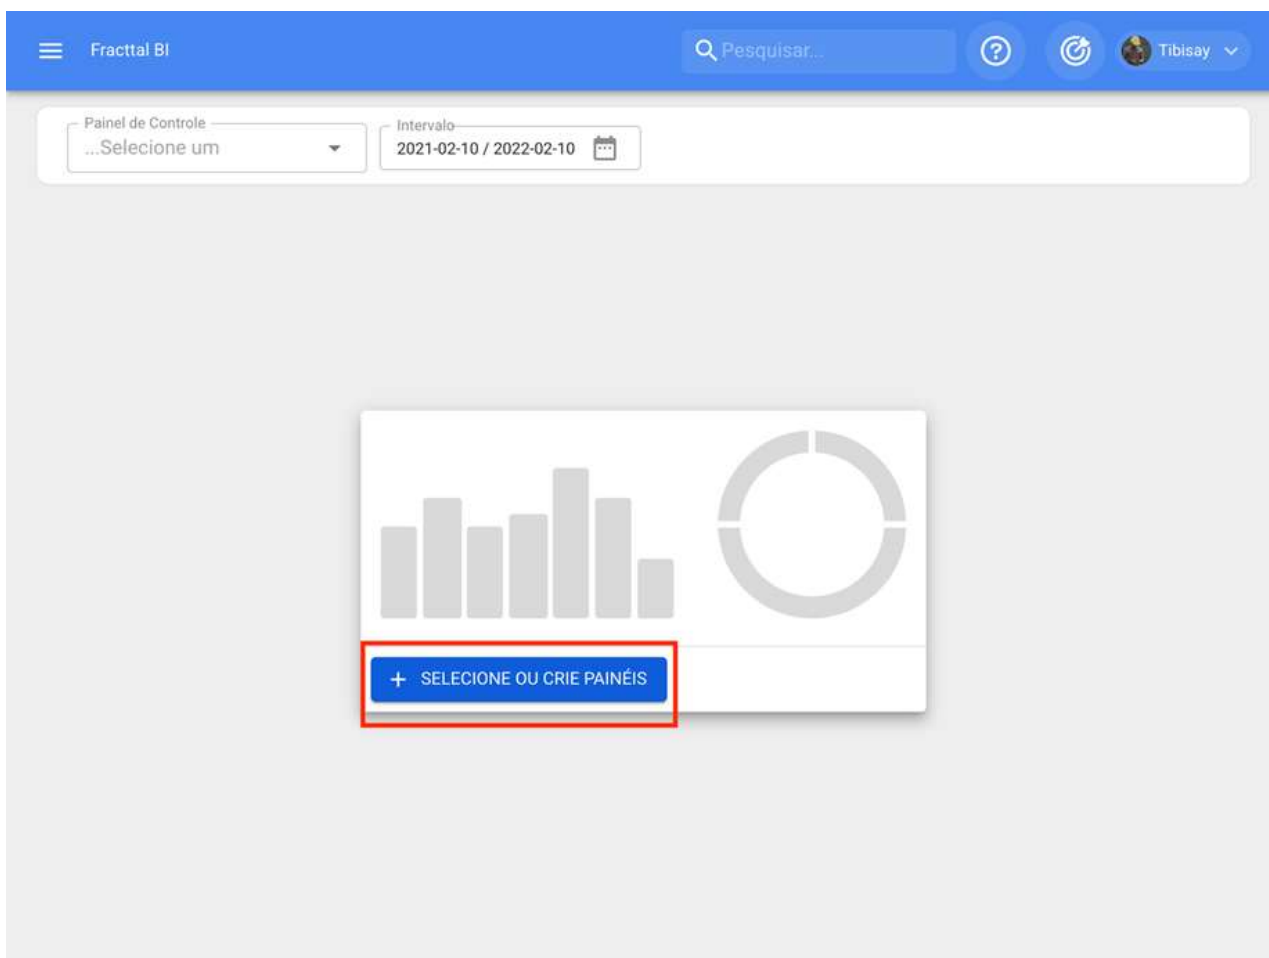 Fracttal BI
Pesquisar...
Tibisay
Painel de Controle
...Selecione um
Intervalo
2021-02-10 / 2022-02-10
+ SELECIONE OU CRIE PAINÉIS